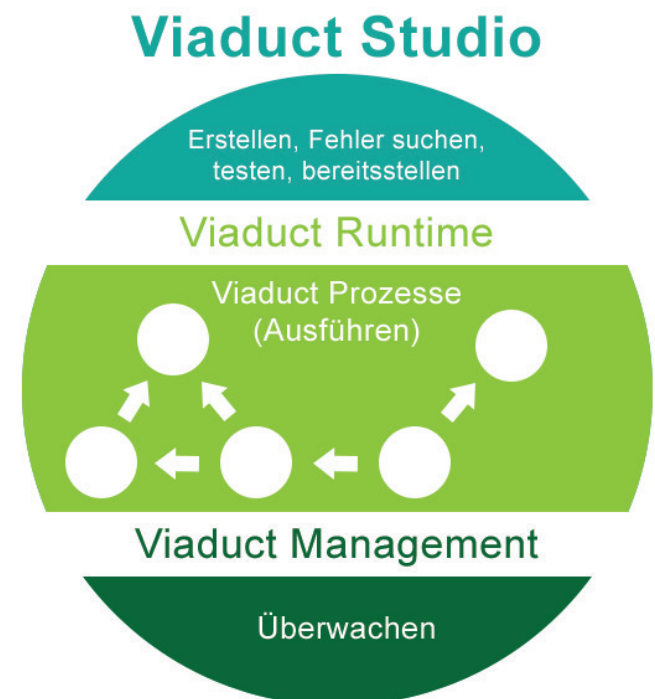 Viaduct Studio
Erstellen, Fehler suchen,
testen, bereitsstellen
Viaduct Runtime
Viaduct Prozesse
(Ausführen)
Viaduct Management
Überwachen